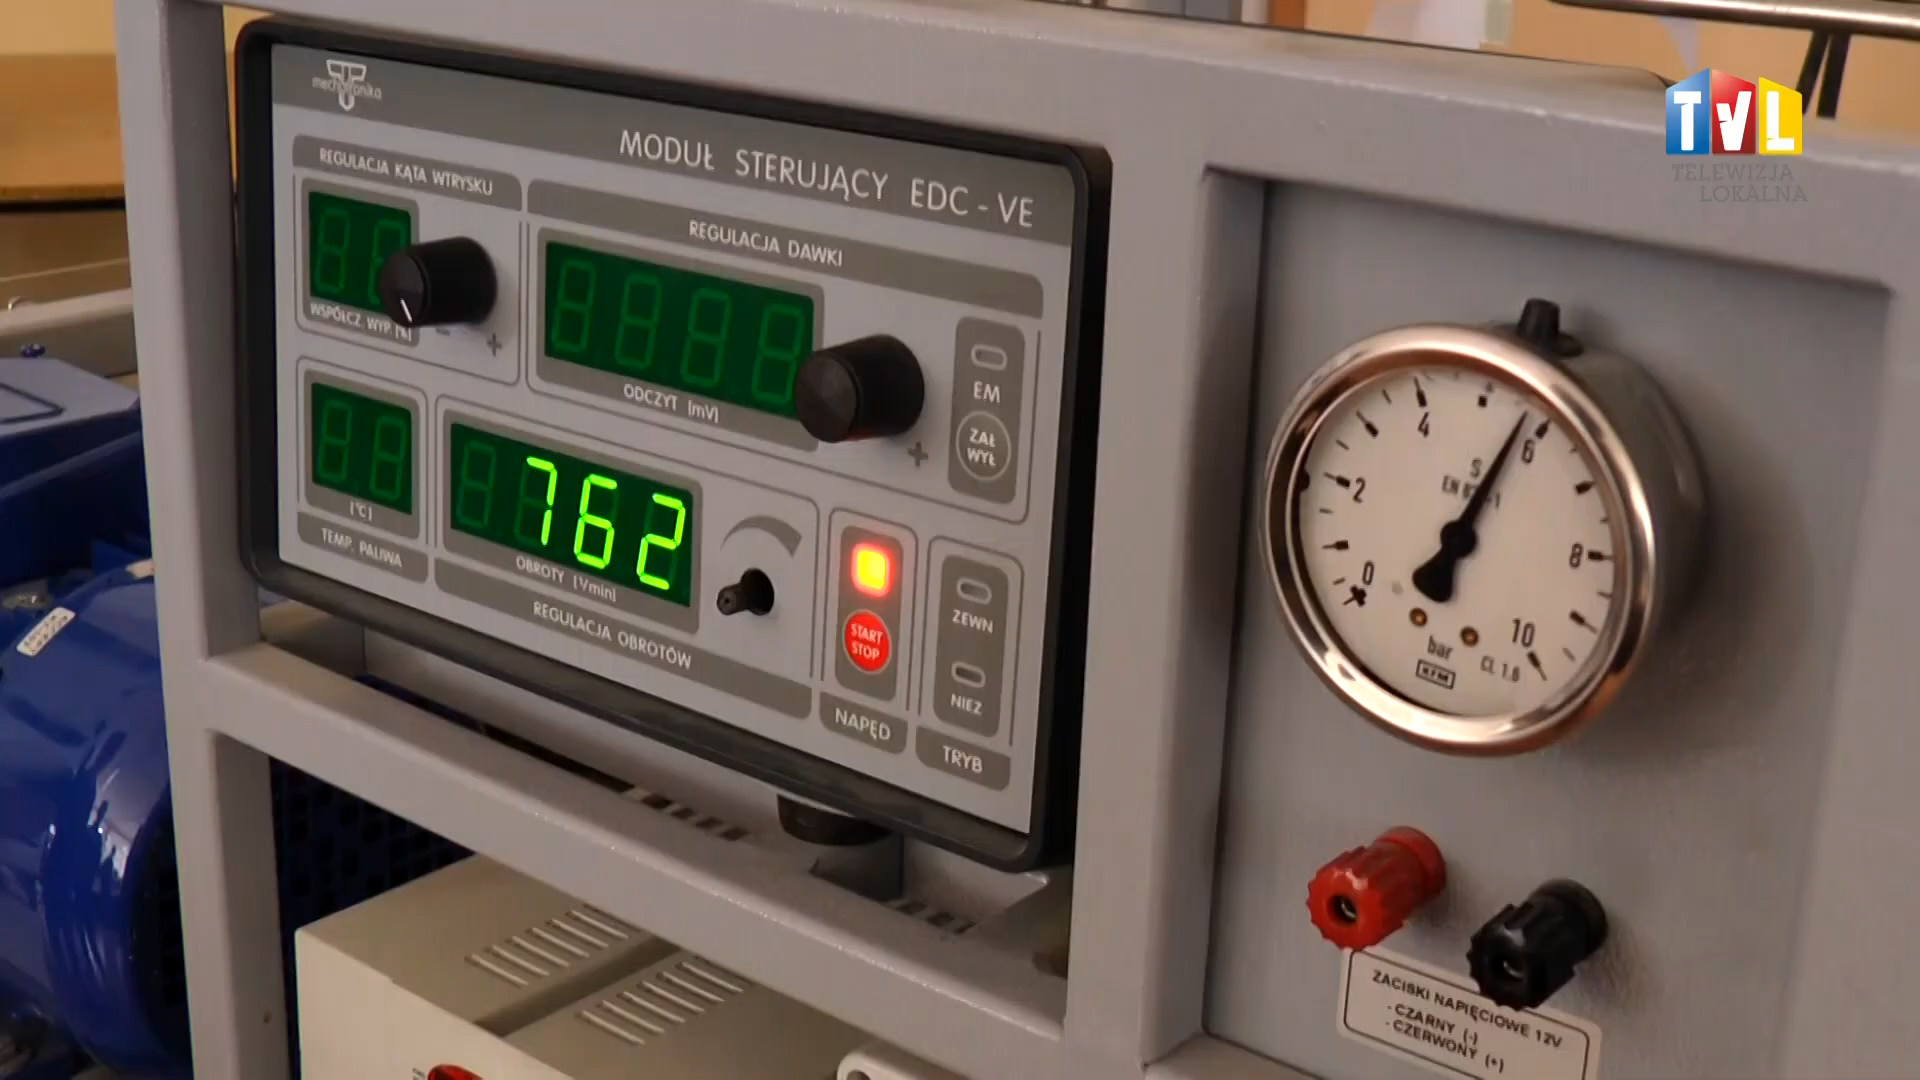 mechatronika
MODUŁ STERUJĄCY EDC - VE
REGULACJA KĄTA WTRYSKU
WSPÓŁCZ. WYP. [%]
- +
REGULACJA DAWKI
ODCZYT [mV]
+
EM
ZAŁ
WYŁ
[°C]
TEMP. PALIWA
762
OBROTY [1/min]
REGULACJA OBROTÓW
START
STOP
NAPĘD
ZEWN
NIEZ
TRYB
TVL
TELEWIZJA
LOKALNA
0
2
4
6
8
10
S
bar
CL 1.6
KFM
ZACISKI NAPIĘCIOWE 12V
- CZARNY (-)
- CZERWONY (+)